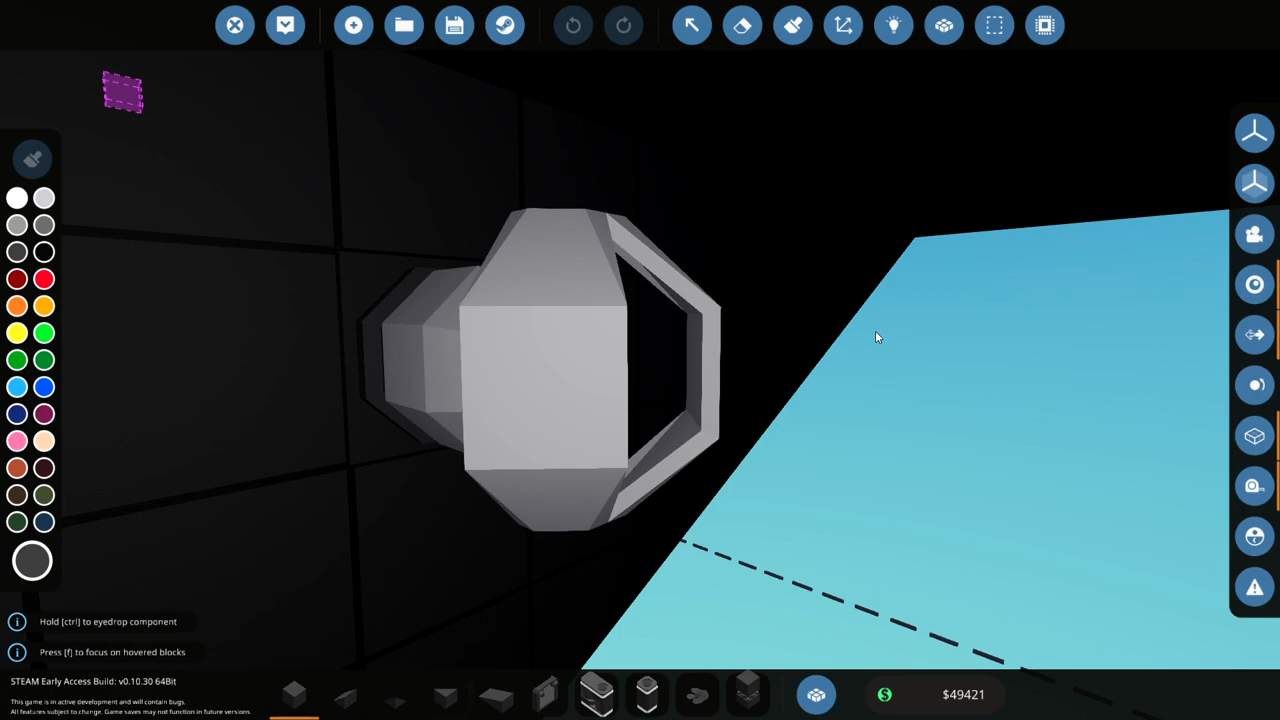 Hold [ctrl] to eyedrop component
Press [f] to focus on hovered blocks
STEAM Early Access Build: v0.10.30 64Bit
This game is in active development and will contain bugs.
All features subject to change. Game saves may not function in future versions.
$ $49421